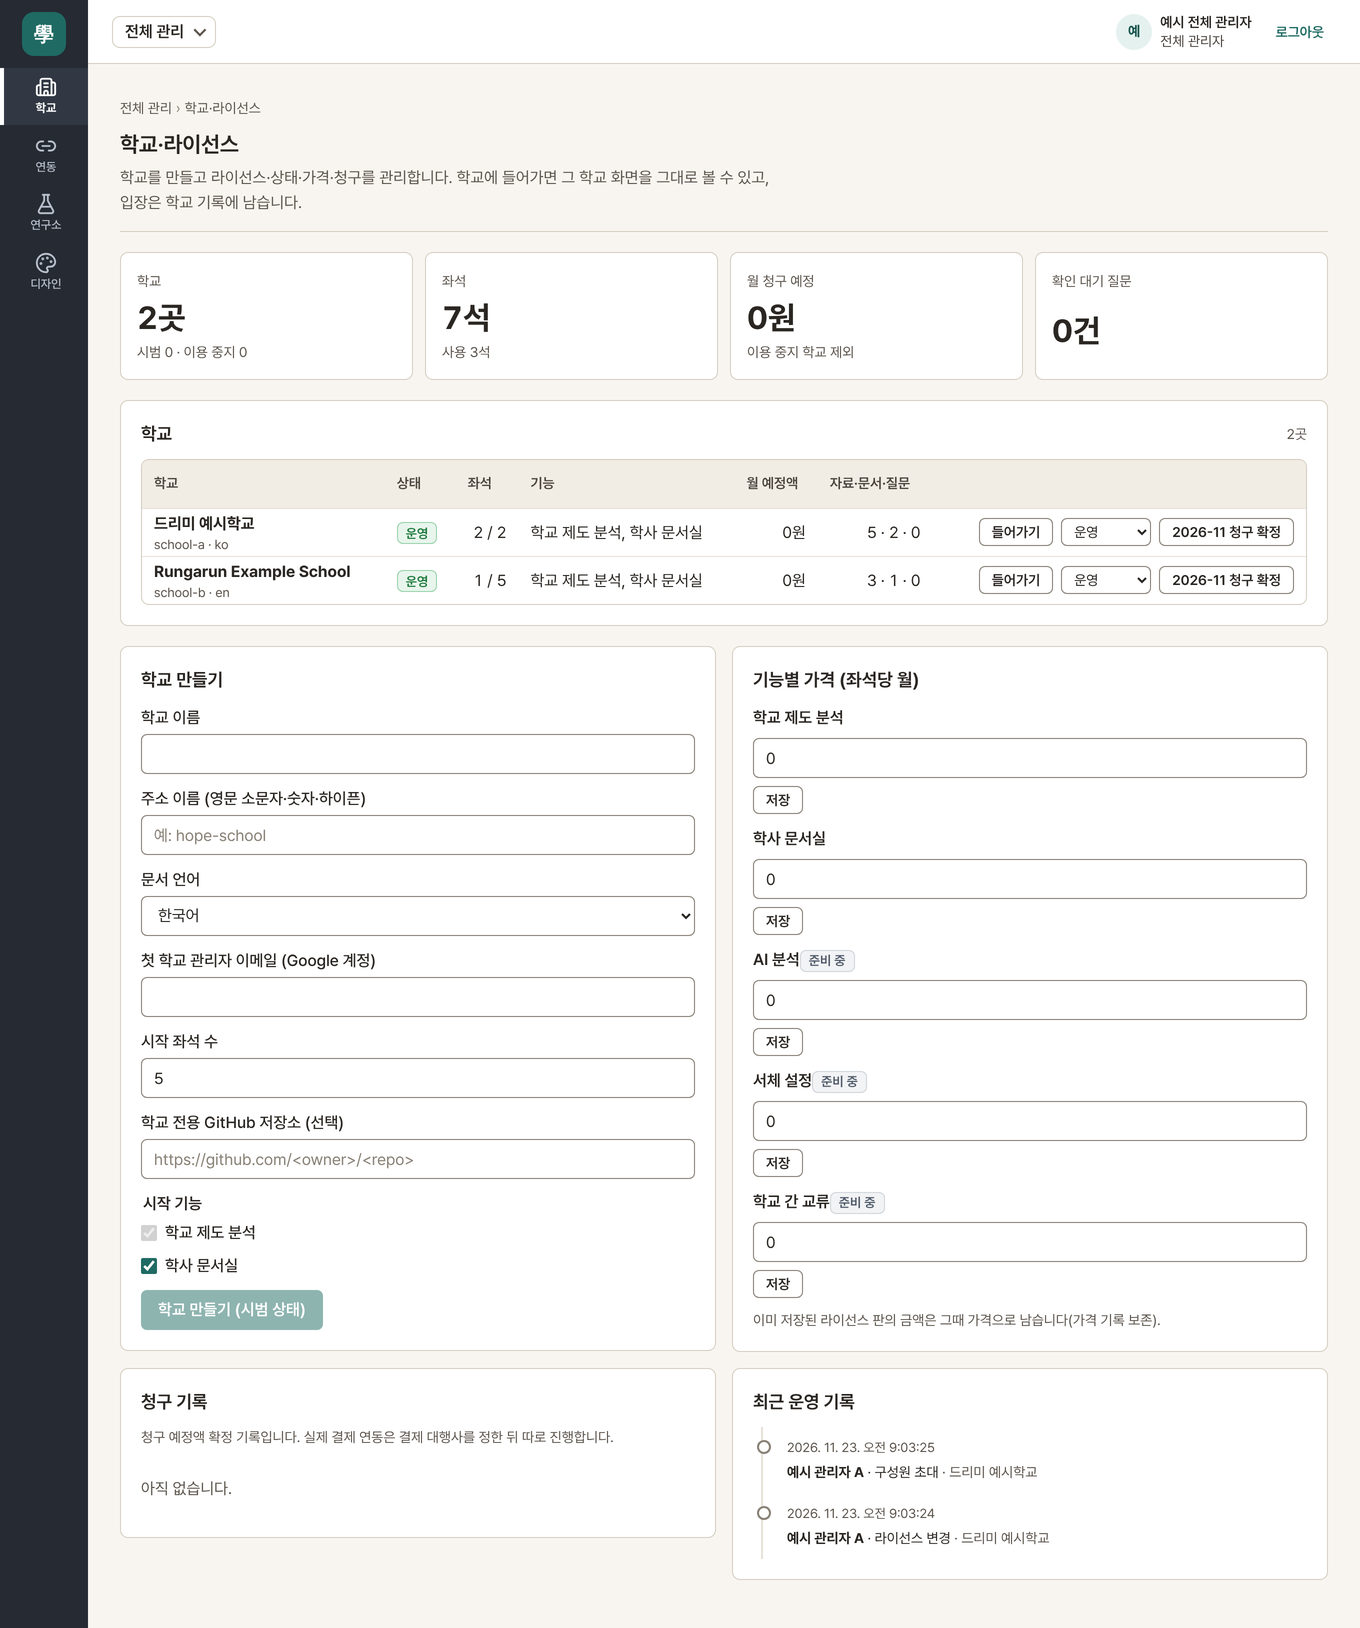 學
전체 관리
예
예시 전체 관리자
전체 관리자
로그아웃
학교
연동
연구소
디자인
전체 관리 › 학교·라이선스
학교·라이선스
학교를 만들고 라이선스·상태·가격·청구를 관리합니다. 학교에 들어가면 그 학교 화면을 그대로 볼 수 있고,
입장은 학교 기록에 남습니다.
학교
2곳
시범 0 · 이용 중지 0
좌석
7석
사용 3석
월 청구 예정
0원
이용 중지 학교 제외
확인 대기 질문
0건
학교
2곳
학교 상태 좌석 기능 월 예정액 자료·문서·질문
드리미 예시학교
school-a · ko
운영 2 / 2 학교 제도 분석, 학사 문서실 0원 5 · 2 · 0 들어가기 운영 2026-11 청구 확정
Rungarun Example School
school-b · en
운영 1 / 5 학교 제도 분석, 학사 문서실 0원 3 · 1 · 0 들어가기 운영 2026-11 청구 확정
학교 만들기
학교 이름
주소 이름 (영문 소문자·숫자·하이픈)
예: hope-school
문서 언어
한국어
첫 학교 관리자 이메일 (Google 계정)
시작 좌석 수
5
학교 전용 GitHub 저장소 (선택)
https://github.com/<owner>/<repo>
시작 기능
학교 제도 분석
학사 문서실
학교 만들기 (시범 상태)
기능별 가격 (좌석당 월)
학교 제도 분석
0
저장
학사 문서실
0
저장
AI 분석 준비 중
0
저장
서체 설정 준비 중
0
저장
학교 간 교류 준비 중
0
저장
이미 저장된 라이선스 판의 금액은 그때 가격으로 남습니다(가격 기록 보존).
청구 기록
청구 예정액 확정 기록입니다. 실제 결제 연동은 결제 대행사를 정한 뒤 따로 진행합니다.
아직 없습니다.
최근 운영 기록
2026. 11. 23. 오전 9:03:25
예시 관리자 A · 구성원 초대 · 드리미 예시학교
2026. 11. 23. 오전 9:03:24
예시 관리자 A · 라이선스 변경 · 드리미 예시학교